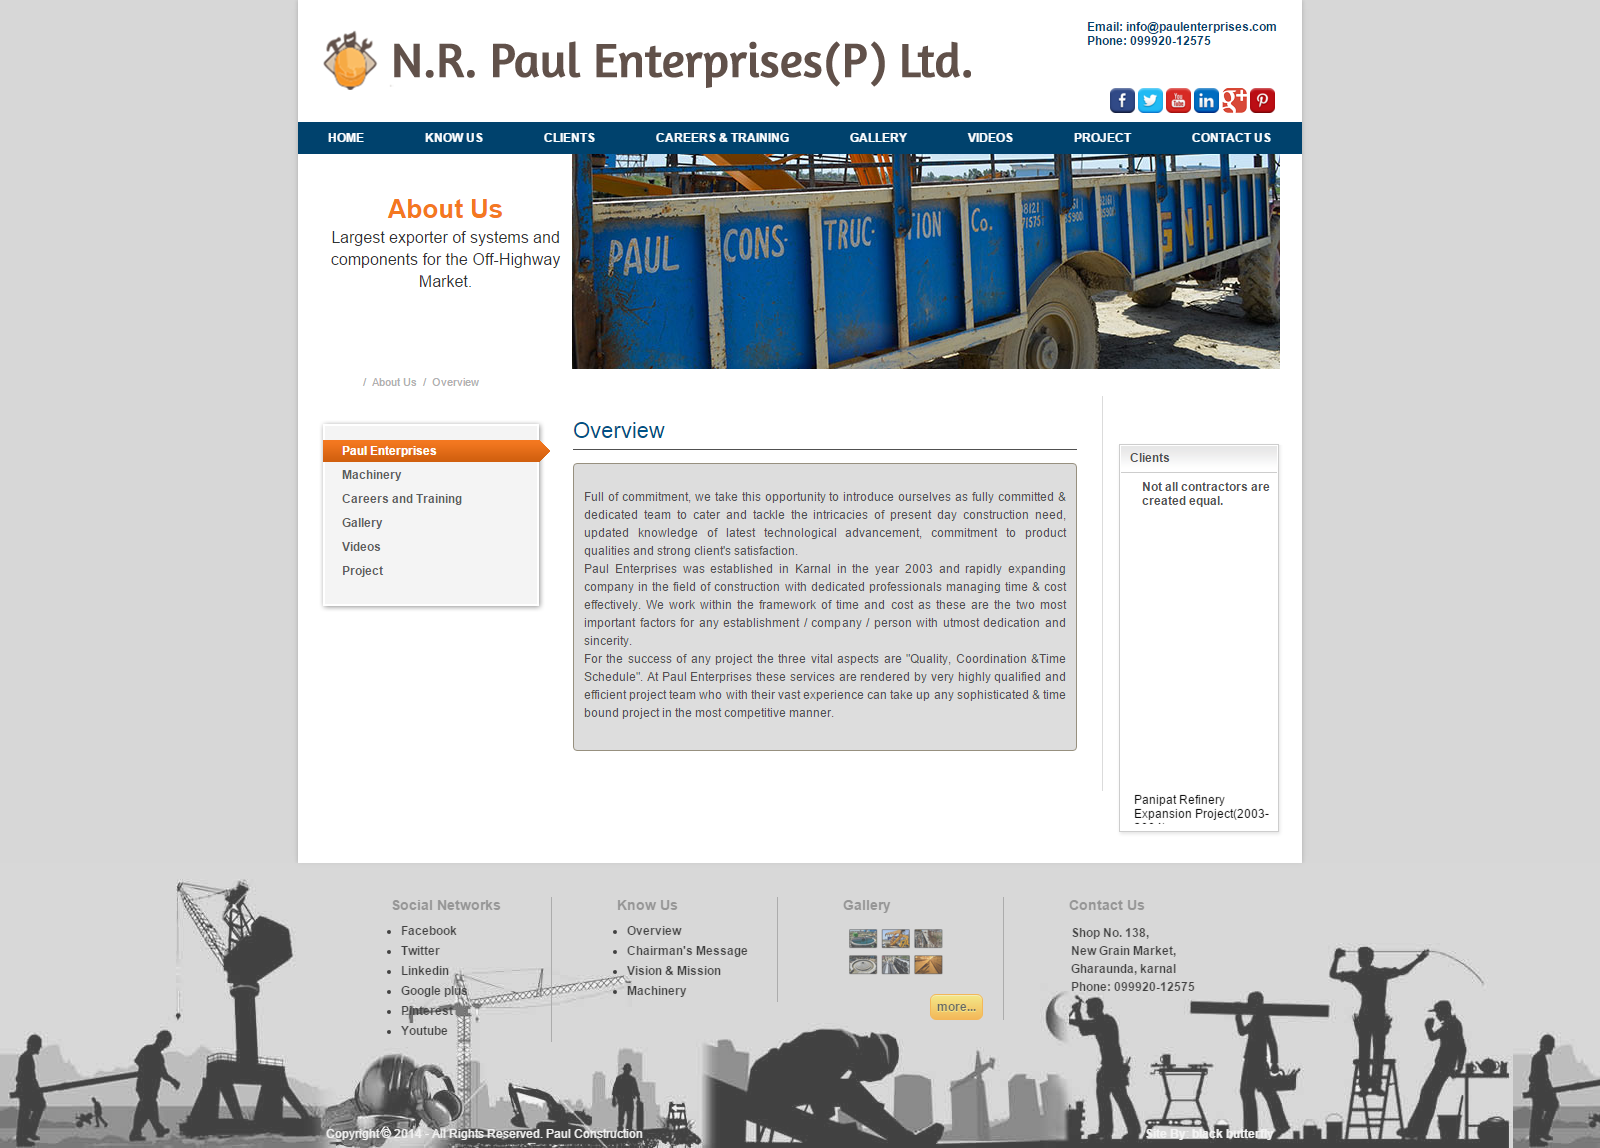 N.R. Paul Enterprises(P) Ltd.
Email: info@paulenterprises.com
Phone: 099920-12575
HOME KNOW US CLIENTS CAREERS & TRAINING GALLERY VIDEOS PROJECT CONTACT US
About Us
Largest exporter of systems and
components for the Off-Highway
Market.
PAUL CONS- TRUC- TION Co.
GNH
/ About Us / Overview
Paul Enterprises
Machinery
Careers and Training
Gallery
Videos
Project
Overview
Full of commitment, we take this opportunity to introduce ourselves as fully committed &
dedicated team to cater and tackle the intricacies of present day construction need,
updated knowledge of latest technological advancement, commitment to product
qualities and strong client's satisfaction.
Paul Enterprises was established in Karnal in the year 2003 and rapidly expanding
company in the field of construction with dedicated professionals managing time & cost
effectively. We work within the framework of time and cost as these are the two most
important factors for any establishment / company / person with utmost dedication and
sincerity.
For the success of any project the three vital aspects are "Quality, Coordination &Time
Schedule". At Paul Enterprises these services are rendered by very highly qualified and
efficient project team who with their vast experience can take up any sophisticated & time
bound project in the most competitive manner.
Clients
Not all contractors are
created equal.
Panipat Refinery
Expansion Project(2003-
Social Networks
Facebook
Twitter
Linkedin
Google plus
Pinterest
Youtube
Know Us
Overview
Chairman's Message
Vision & Mission
Machinery
Gallery
more...
Contact Us
Shop No. 138,
New Grain Market,
Gharaunda, karnal
Phone: 099920-12575
Copyright © 2014 - All Rights Reserved. Paul Construction
Site By: black butterfly